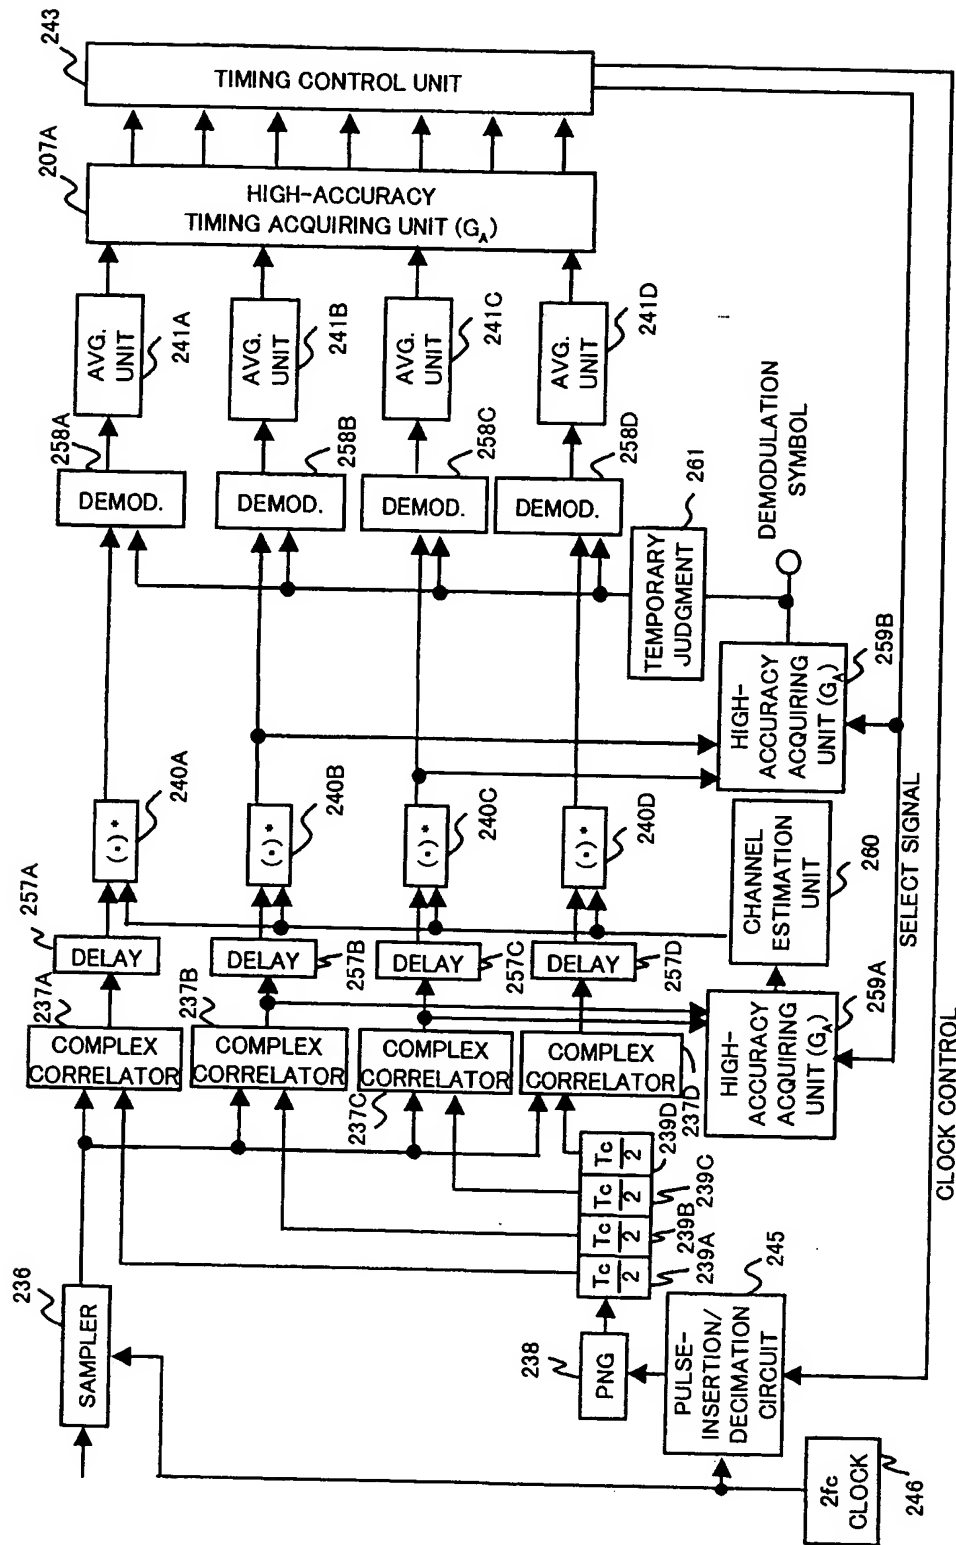 236
SAMPLER
237A
COMPLEX
CORRELATOR
257A
DELAY
(•)*
240A
258A
DEMOD.
AVG.
UNIT
241A
207A
HIGH-ACCURACY
TIMING ACQUIRING UNIT (GA)
243
TIMING CONTROL UNIT
237B
COMPLEX
CORRELATOR
DELAY
257B
(•)*
240B
DEMOD.
258B
AVG.
UNIT
241B
COMPLEX
CORRELATOR
237C
DELAY
257C
(•)*
240C
DEMOD.
258C
AVG.
UNIT
241C
COMPLEX
CORRELATOR
237D
DELAY
257D
(•)*
240D
DEMOD.
258D
AVG.
UNIT
241D
238
PNG
Tc
2
Tc
2
Tc
2
Tc
2
239A
239B
239C
239D
TEMPORARY
JUDGMENT
261
DEMODULATION
SYMBOL
2fc
CLOCK
246
PULSE-
INSERTION/
DECIMATION
CIRCUIT
245
HIGH-
ACCURACY
ACQUIRING
UNIT (GA)
259A
CHANNEL
ESTIMATION
UNIT
260
HIGH-
ACCURACY
ACQUIRING
UNIT (GA)
259B
SELECT SIGNAL
CLOCK CONTROL